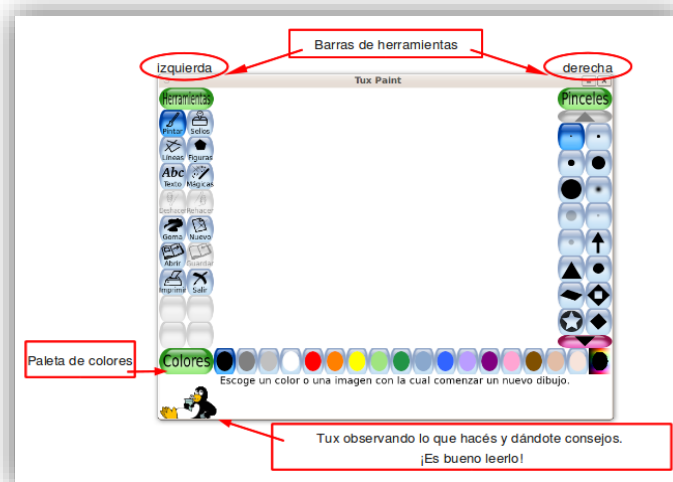 Barras de herramientas
izquierda
derecha
Tux Paint
Herramientas
Pinceles
Pintar Sellos
Líneas Figuras
Abc
Texto Mágicas
Deshacer Rehacer
Goma Nuevo
Abrir Guardar
Imprimir Salir
Paleta de colores
Colores
Escoge un color o una imagen con la cual comenzar un nuevo dibujo.
Tux observando lo que hacés y dándote consejos.
¡Es bueno leerlo!